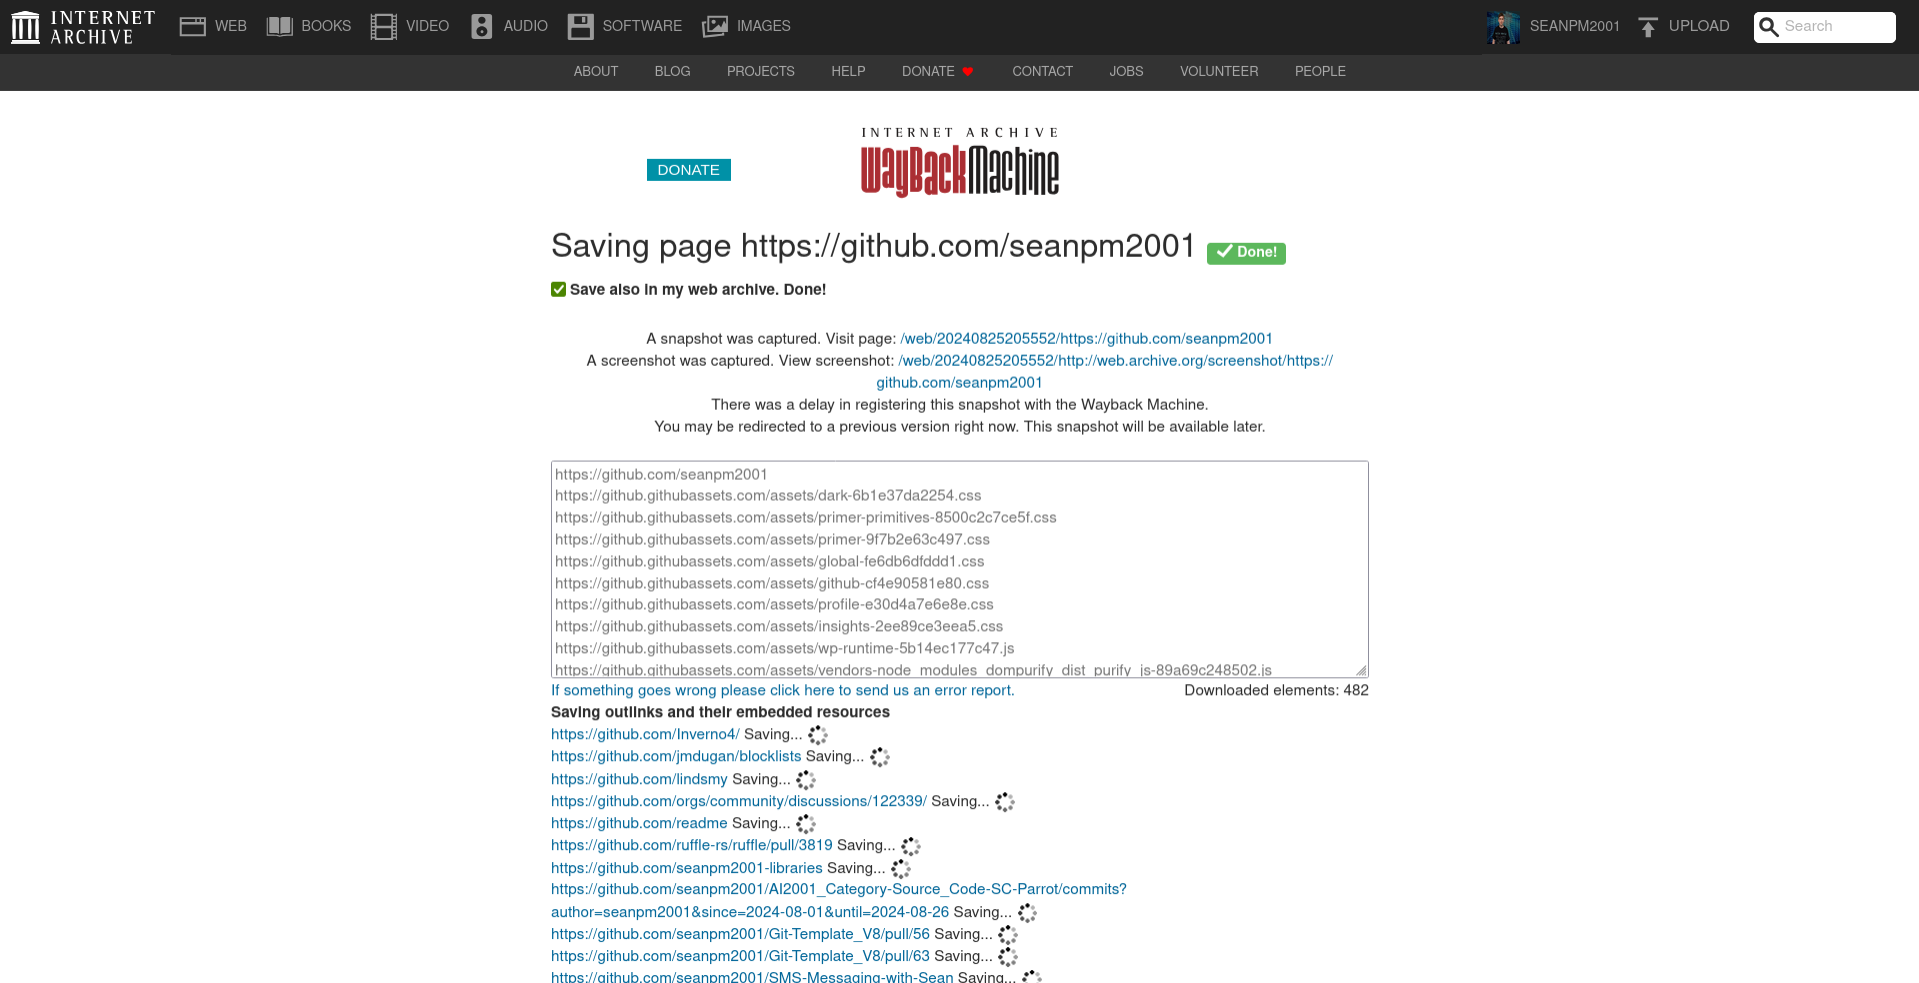 INTERNET ARCHIVE
WEB
BOOKS
VIDEO
AUDIO
SOFTWARE
IMAGES
SEANPM2001
UPLOAD
Search
ABOUT
BLOG
PROJECTS
HELP
DONATE
CONTACT
JOBS
VOLUNTEER
PEOPLE
DONATE
INTERNET ARCHIVE
WayBackMachine
Saving page https://github.com/seanpm2001 Done!
Save also in my web archive. Done!
A snapshot was captured. Visit page: /web/20240825205552/https://github.com/seanpm2001
A screenshot was captured. View screenshot: /web/20240825205552/http://web.archive.org/screenshot/https://
github.com/seanpm2001
There was a delay in registering this snapshot with the Wayback Machine.
You may be redirected to a previous version right now. This snapshot will be available later.
https://github.com/seanpm2001
https://github.githubassets.com/assets/dark-6b1e37da2254.css
https://github.githubassets.com/assets/primer-primitives-8500c2c7ce5f.css
https://github.githubassets.com/assets/primer-9f7b2e63c497.css
https://github.githubassets.com/assets/global-fe6db6dfddd1.css
https://github.githubassets.com/assets/github-cf4e90581e80.css
https://github.githubassets.com/assets/profile-e30d4a7e6e8e.css
https://github.githubassets.com/assets/insights-2ee89ce3eea5.css
https://github.githubassets.com/assets/wp-runtime-5b14ec177c47.js
https://github.githubassets.com/assets/vendors-node_modules_dompurify_dist_purify_js-89a69c248502.js
If something goes wrong please click here to send us an error report.
Downloaded elements: 482
Saving outlinks and their embedded resources
https://github.com/Inverno4/ Saving...
https://github.com/jmdugan/blocklists Saving...
https://github.com/lindsmy Saving...
https://github.com/orgs/community/discussions/122339/ Saving...
https://github.com/readme Saving...
https://github.com/ruffle-rs/ruffle/pull/3819 Saving...
https://github.com/seanpm2001-libraries Saving...
https://github.com/seanpm2001/AI2001_Category-Source_Code-SC-Parrot/commits?
author=seanpm2001&since=2024-08-01&until=2024-08-26 Saving...
https://github.com/seanpm2001/Git-Template_V8/pull/56 Saving...
https://github.com/seanpm2001/Git-Template_V8/pull/63 Saving...
https://github.com/seanpm2001/SMS-Messaging-with-Sean Saving...